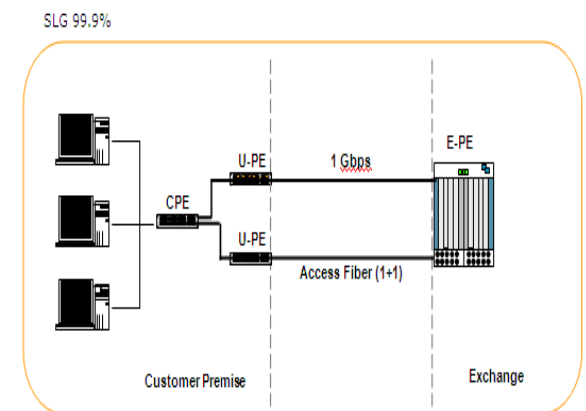 SLG 99.9%
E-PE
U-PE
1 Gbps
CPE
U-PE
Access Fiber (1+1)
Customer Premise
Exchange